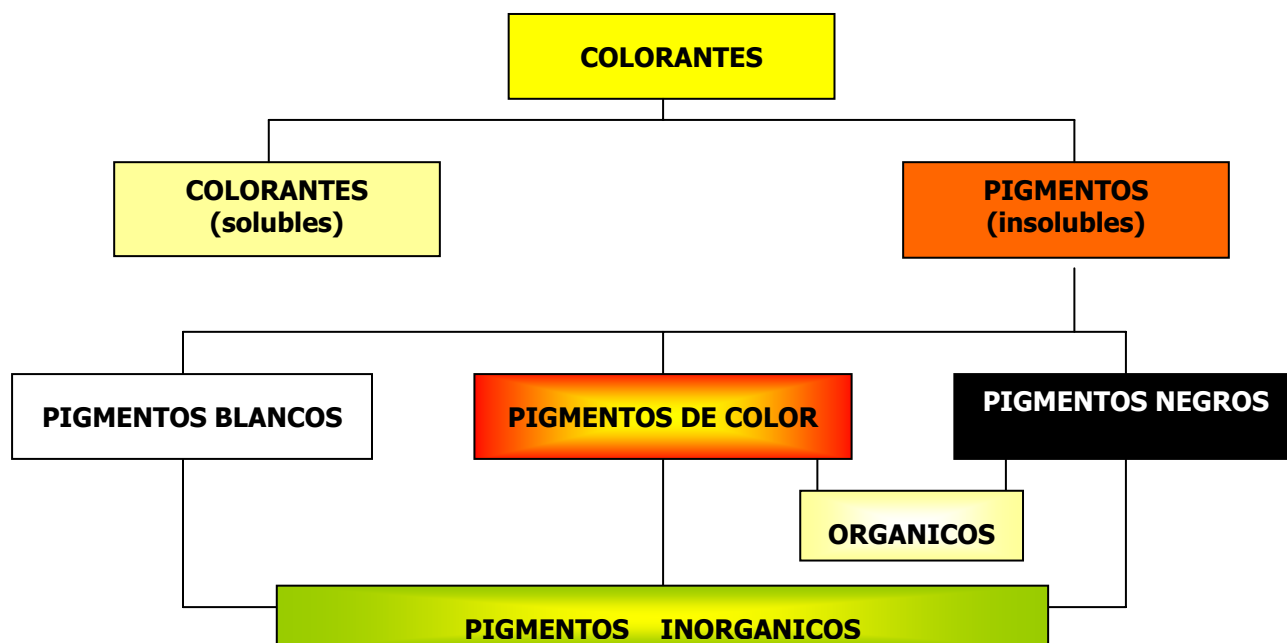 COLORANTES
COLORANTES
(solubles)
PIGMENTOS
(insolubles)
PIGMENTOS BLANCOS
PIGMENTOS DE COLOR
PIGMENTOS NEGROS
ORGANICOS
PIGMENTOS INORGANICOS